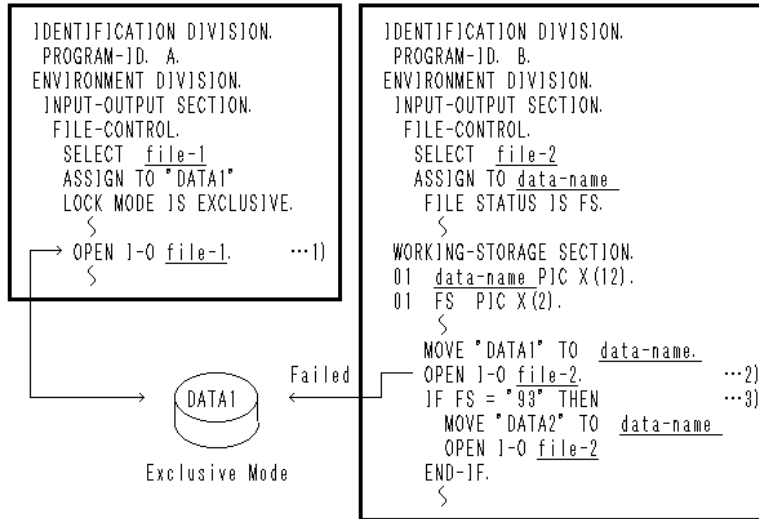 IDENTIFICATION DIVISION.
PROGRAM-ID. A.
ENVIRONMENT DIVISION.
INPUT-OUTPUT SECTION.
FILE-CONTROL.
SELECT file-1
ASSIGN TO "DATA1"
LOCK MODE IS EXCLUSIVE.
OPEN I-O file-1. …1)
IDENTIFICATION DIVISION.
PROGRAM-ID. B.
ENVIRONMENT DIVISION.
INPUT-OUTPUT SECTION.
FILE-CONTROL.
SELECT file-2
ASSIGN TO data-name
FILE STATUS IS FS.
WORKING-STORAGE SECTION.
01 data-name PIC X(12).
01 FS PIC X(2).
MOVE "DATA1" TO data-name.
OPEN I-O file-2. …2)
IF FS = "93" THEN …3)
MOVE "DATA2" TO data-name
OPEN I-O file-2
END-IF.
Failed
DATA1
Exclusive Mode